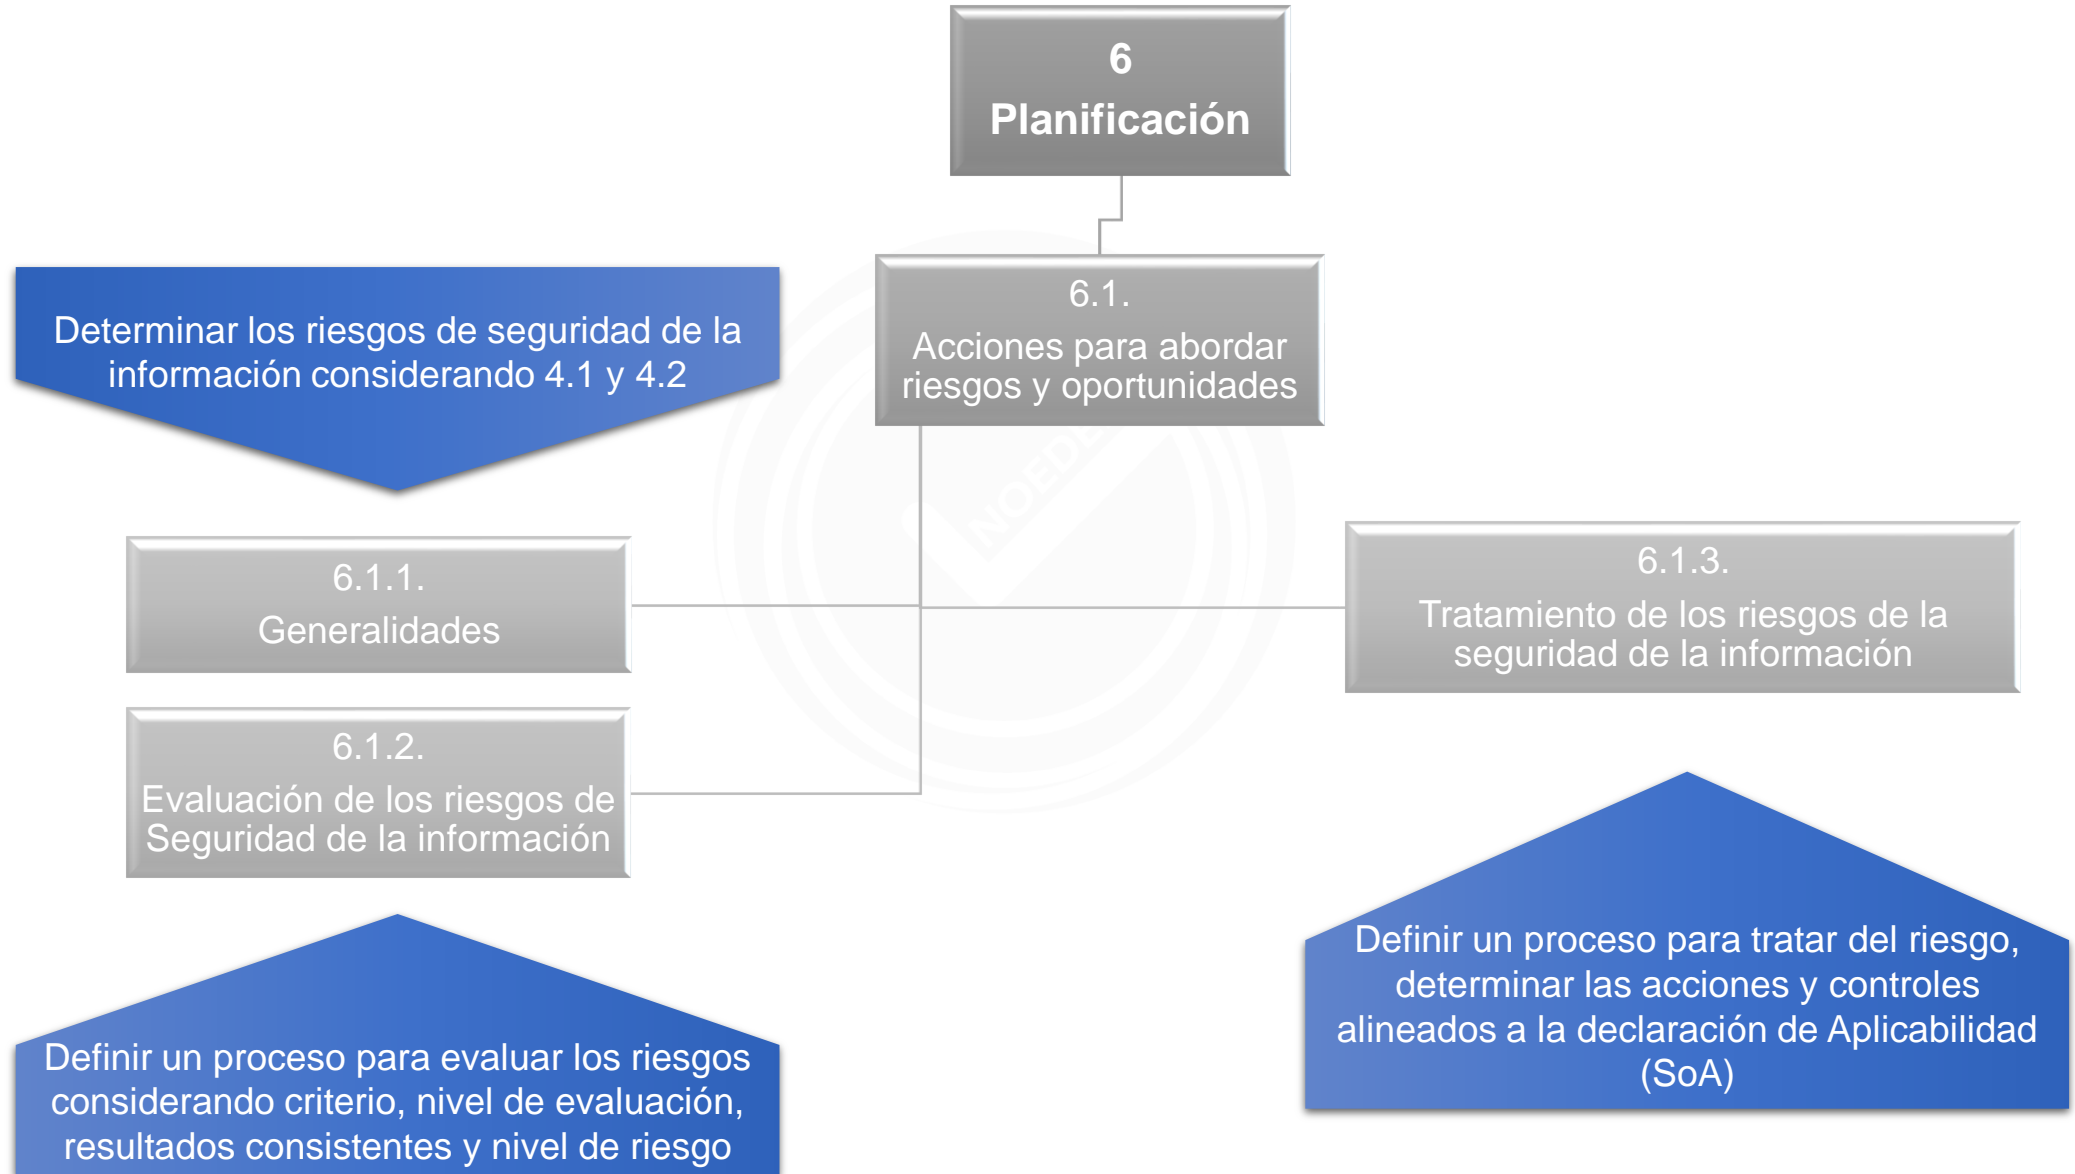 6
Planificación
6.1.
Acciones para abordar
riesgos y oportunidades
Determinar los riesgos de seguridad de la
información considerando 4.1 y 4.2
6.1.1.
Generalidades
6.1.2.
Evaluación de los riesgos de
Seguridad de la información
Definir un proceso para evaluar los riesgos
considerando criterio, nivel de evaluación,
resultados consistentes y nivel de riesgo
6.1.3.
Tratamiento de los riesgos de la
seguridad de la información
Definir un proceso para tratar del riesgo,
determinar las acciones y controles
alineados a la declaración de Aplicabilidad
(SoA)